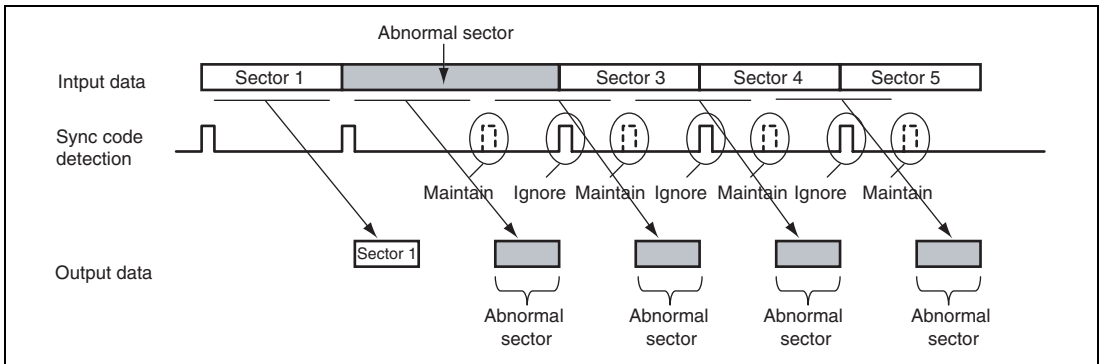 Abnormal sector
Intput data
Sector 1
Sector 3
Sector 4
Sector 5
Sync code
detection
Maintain Ignore Maintain Ignore Maintain Ignore Maintain
Output data
Sector 1
Abnormal
sector
Abnormal
sector
Abnormal
sector
Abnormal
sector